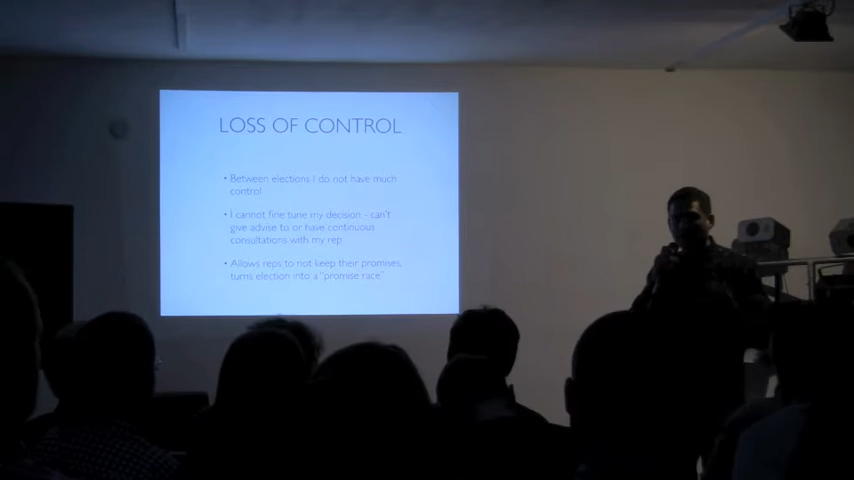 LOSS OF CONTROL
• Between elections I do not have much
control
• I cannot fine tune my decision - can't
give advise to or have continuous
consultations with my rep
• Allows reps to not keep their promises,
turns election into a "promise race"